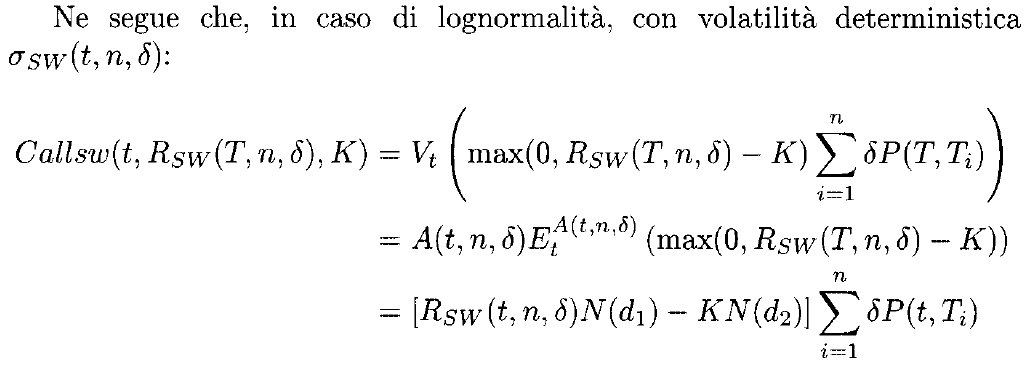 Ne segue che, in caso di lognormalità, con volatilità deterministica
σ_{SW}(t, n, δ):
Callsw(t, R_{SW}(T, n, δ), K) = V_t ( max(0, R_{SW}(T, n, δ) − K) ∑_{i=1}^{n} δP(T, T_i) )
= A(t, n, δ)E_t^{A(t,n,δ)} (max(0, R_{SW}(T, n, δ) − K))
= [R_{SW}(t, n, δ)N(d_1) − KN(d_2)] ∑_{i=1}^{n} δP(t, T_i)